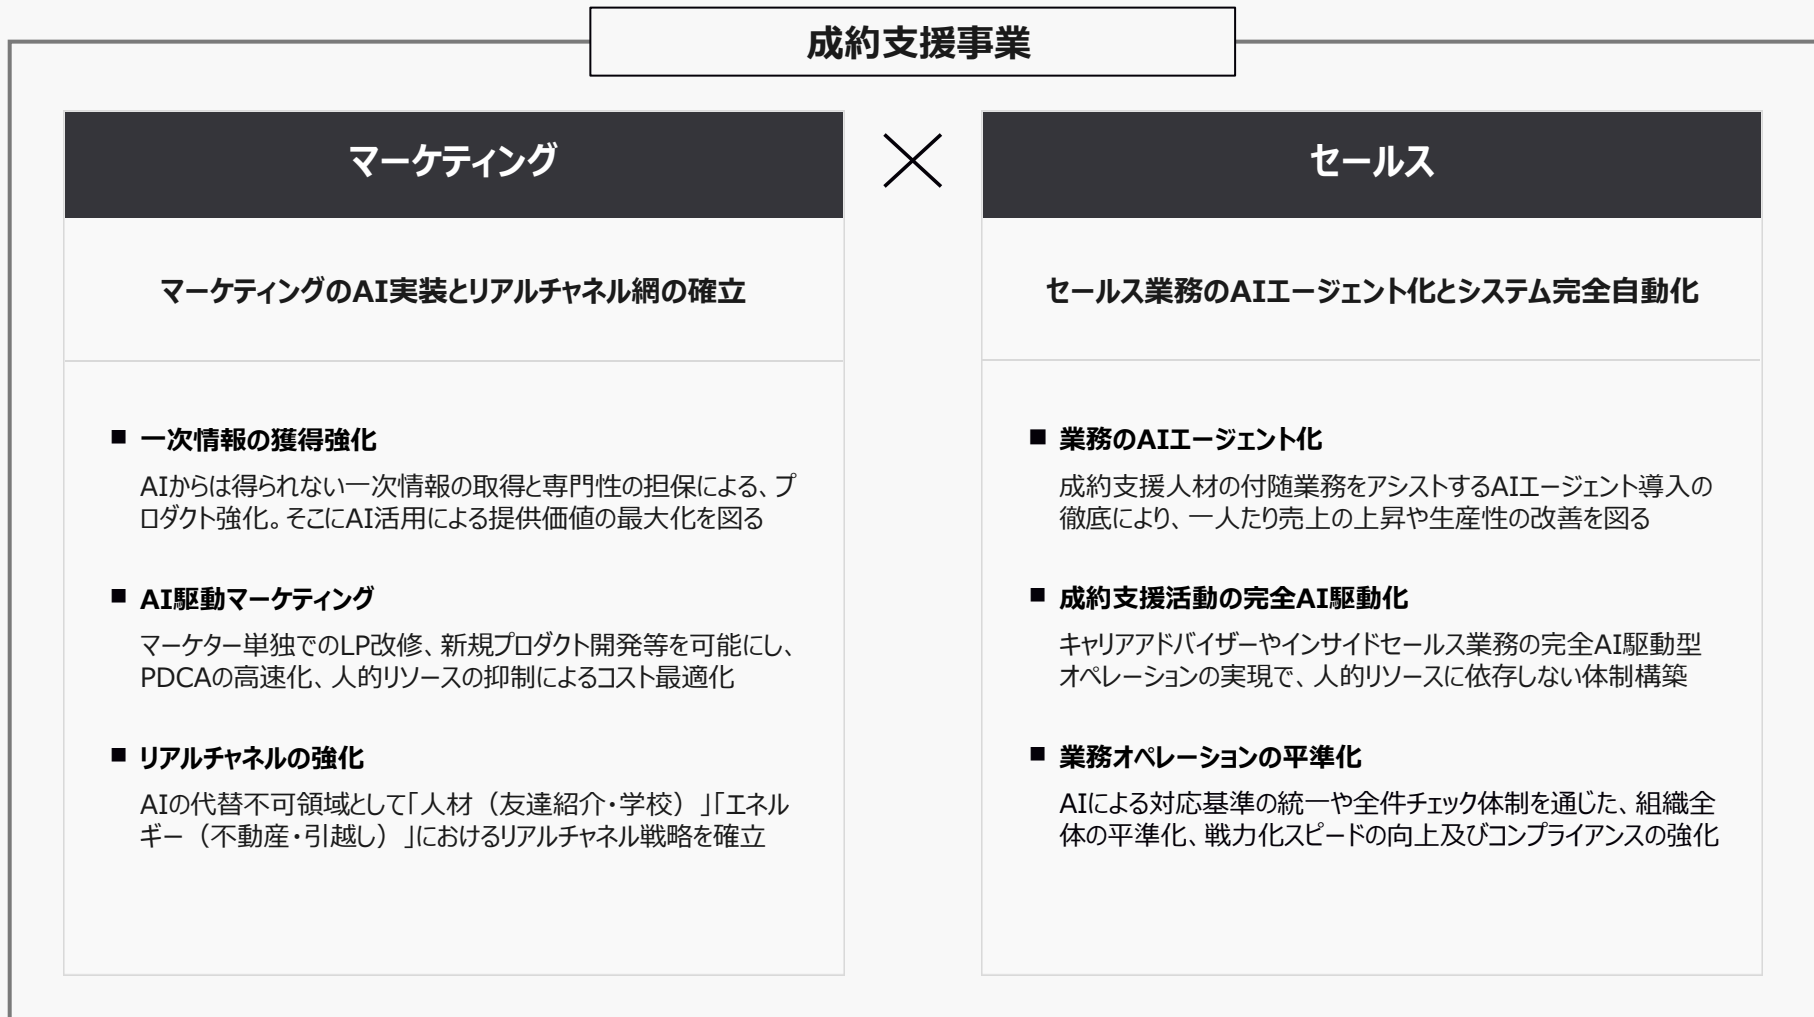 成約支援事業
マーケティング
マーケティングのAI実装とリアルチャネル網の確立
■ 一次情報の獲得強化
AIからは得られない一次情報の取得と専門性の担保による、プ
ロダクト強化。そこにAI活用による提供価値の最大化を図る
■ AI駆動マーケティング
マーケター単独でのLP改修、新規プロダクト開発等を可能にし、
PDCAの高速化、人的リソースの抑制によるコスト最適化
■ リアルチャネルの強化
AIの代替不可領域として「人材（友達紹介・学校）」「エネル
ギー（不動産・引越し）」におけるリアルチャネル戦略を確立
セールス
セールス業務のAIエージェント化とシステム完全自動化
■ 業務のAIエージェント化
成約支援人材の付随業務をアシストするAIエージェント導入の
徹底により、一人たり売上の上昇や生産性の改善を図る
■ 成約支援活動の完全AI駆動化
キャリアアドバイザーやインサイドセールス業務の完全AI駆動型
オペレーションの実現で、人的リソースに依存しない体制構築
■ 業務オペレーションの平準化
AIによる対応基準の統一や全件チェック体制を通じた、組織全
体の平準化、戦力化スピードの向上及びコンプライアンスの強化